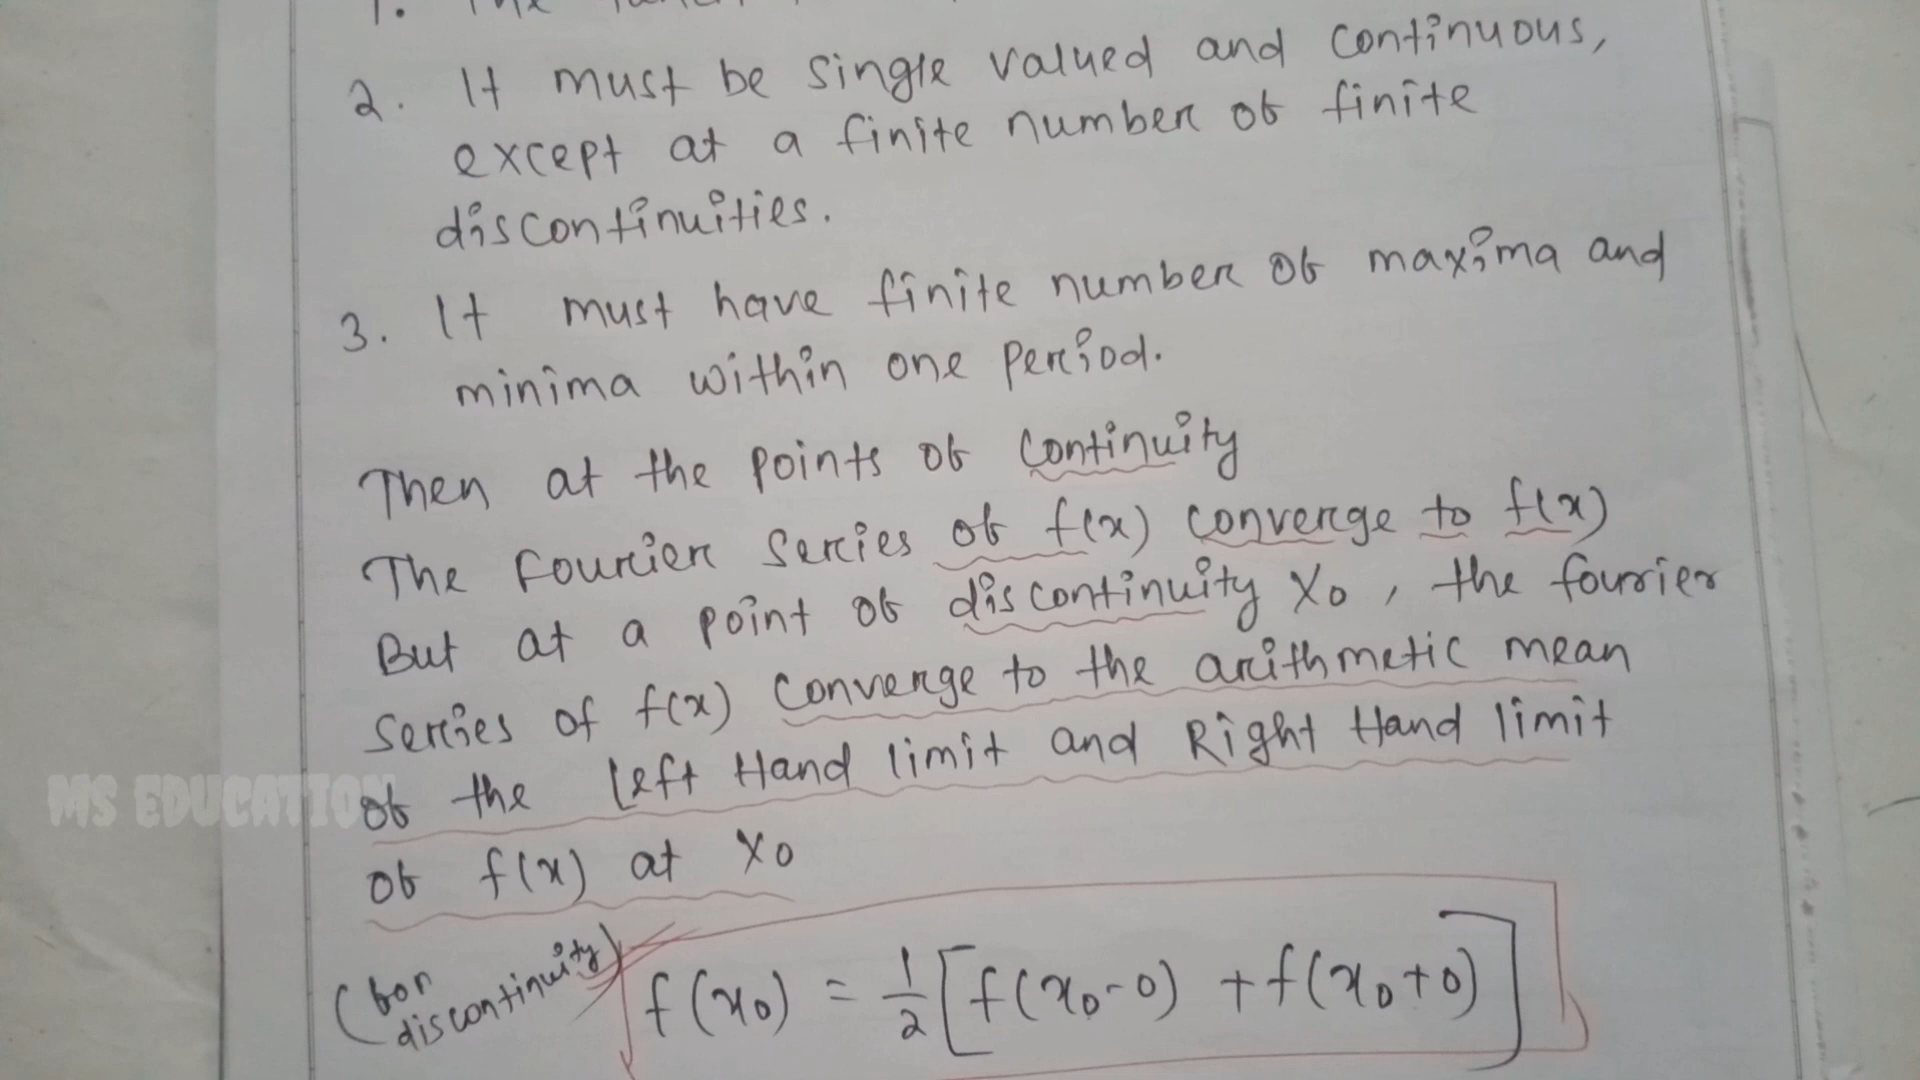 2. It must be single valued and continuous,
except at a finite number of finite
discontinuities.
3. It must have finite number of maxima and
minima within one period.
Then at the points of continuity
The Fourier Series of f(x) converge to f(x)
But at a point of discontinuity x0, the fourier
series of f(x) converge to the arithmetic mean
of the left Hand limit and Right Hand limit
of f(x) at x0
(for
discontinuity)
f(x0) = 1/2 [f(x0-0) + f(x0+0)]
MS EDUCATION